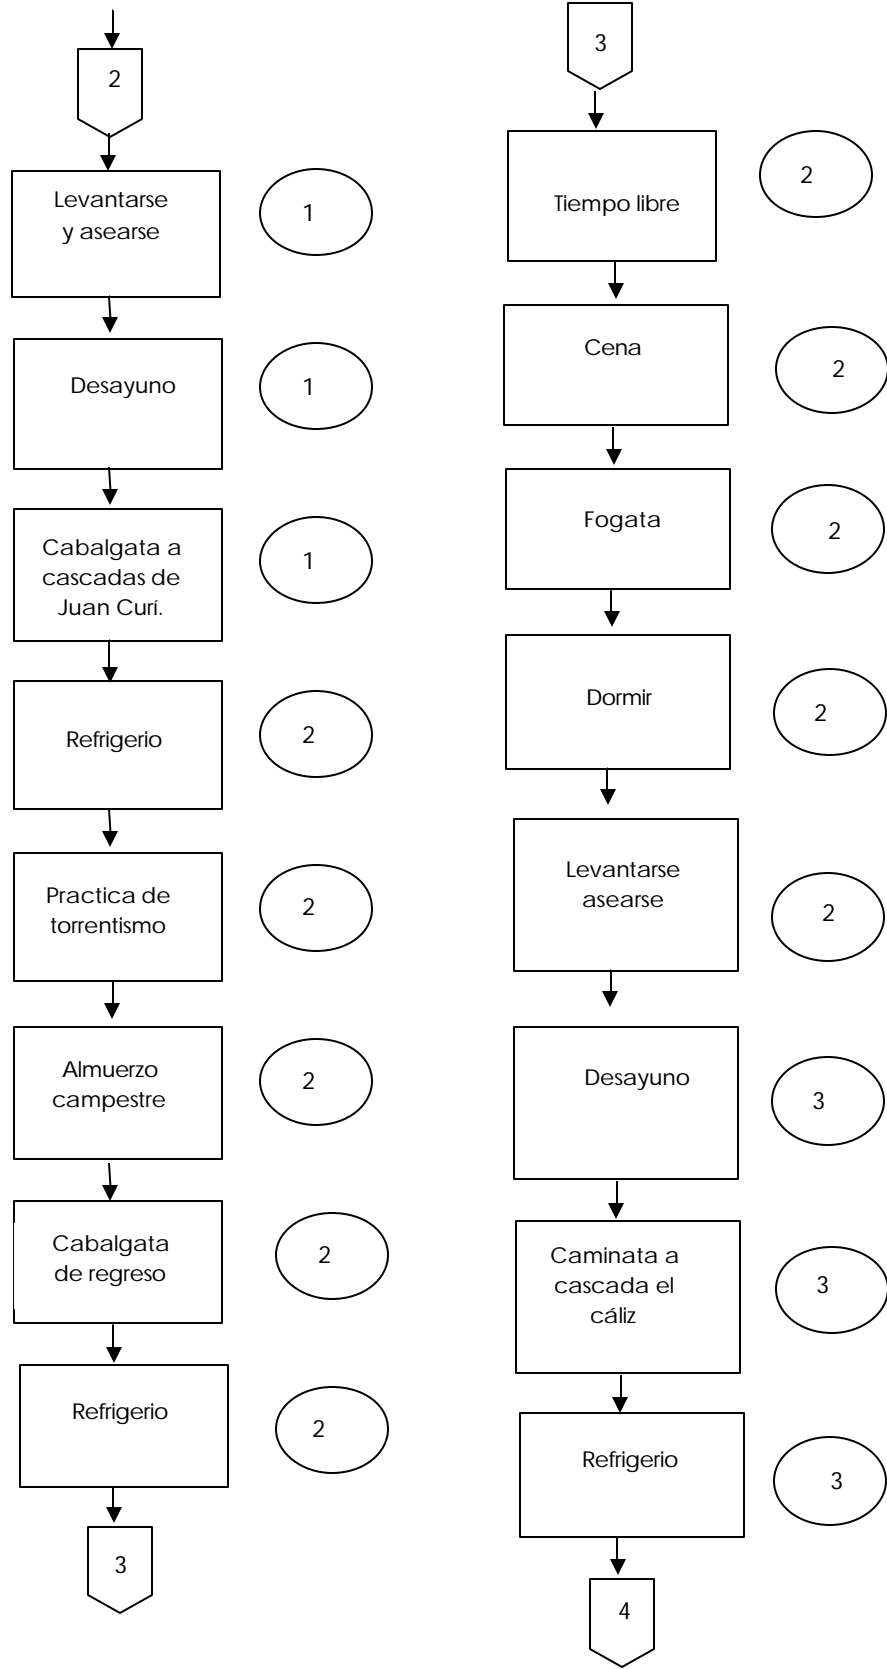 2
Levantarse
y asearse
1
Desayuno
1
Cabalgata a
cascadas de
Juan Curí.
1
Refrigerio
2
Practica de
torrentismo
2
Almuerzo
campestre
2
Cabalgata
de regreso
2
Refrigerio
2
3
3
Tiempo libre
2
Cena
2
Fogata
2
Dormir
2
Levantarse
asearse
2
Desayuno
3
Caminata a
cascada el
cáliz
3
Refrigerio
3
4